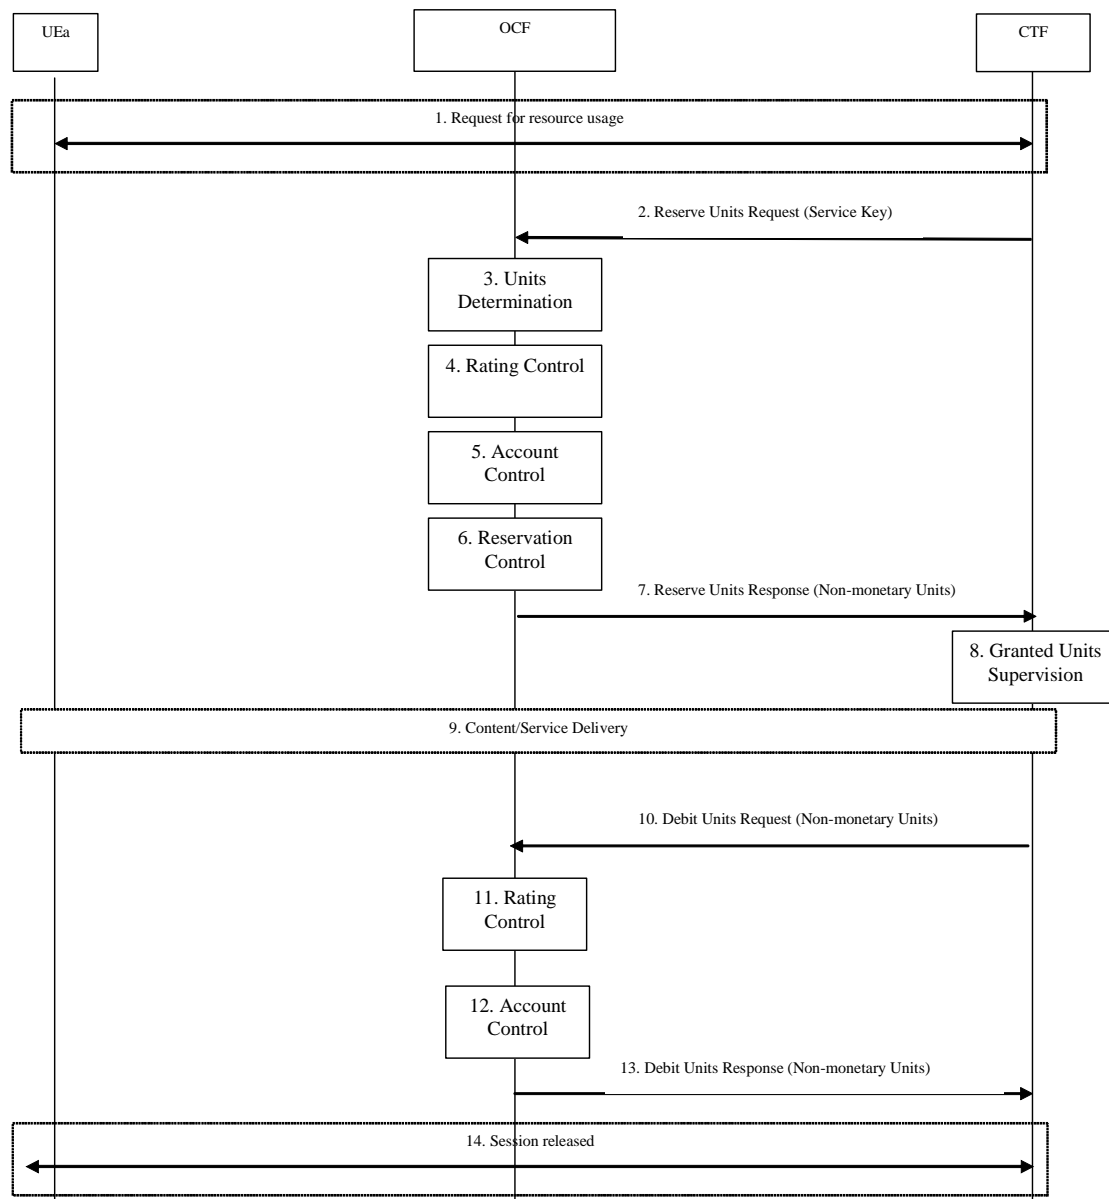 UEa
OCF
CTF
1. Request for resource usage
2. Reserve Units Request (Service Key)
3. Units
Determination
4. Rating Control
5. Account
Control
6. Reservation
Control
7. Reserve Units Response (Non-monetary Units)
8. Granted Units
Supervision
9. Content/Service Delivery
10. Debit Units Request (Non-monetary Units)
11. Rating
Control
12. Account
Control
13. Debit Units Response (Non-monetary Units)
14. Session released